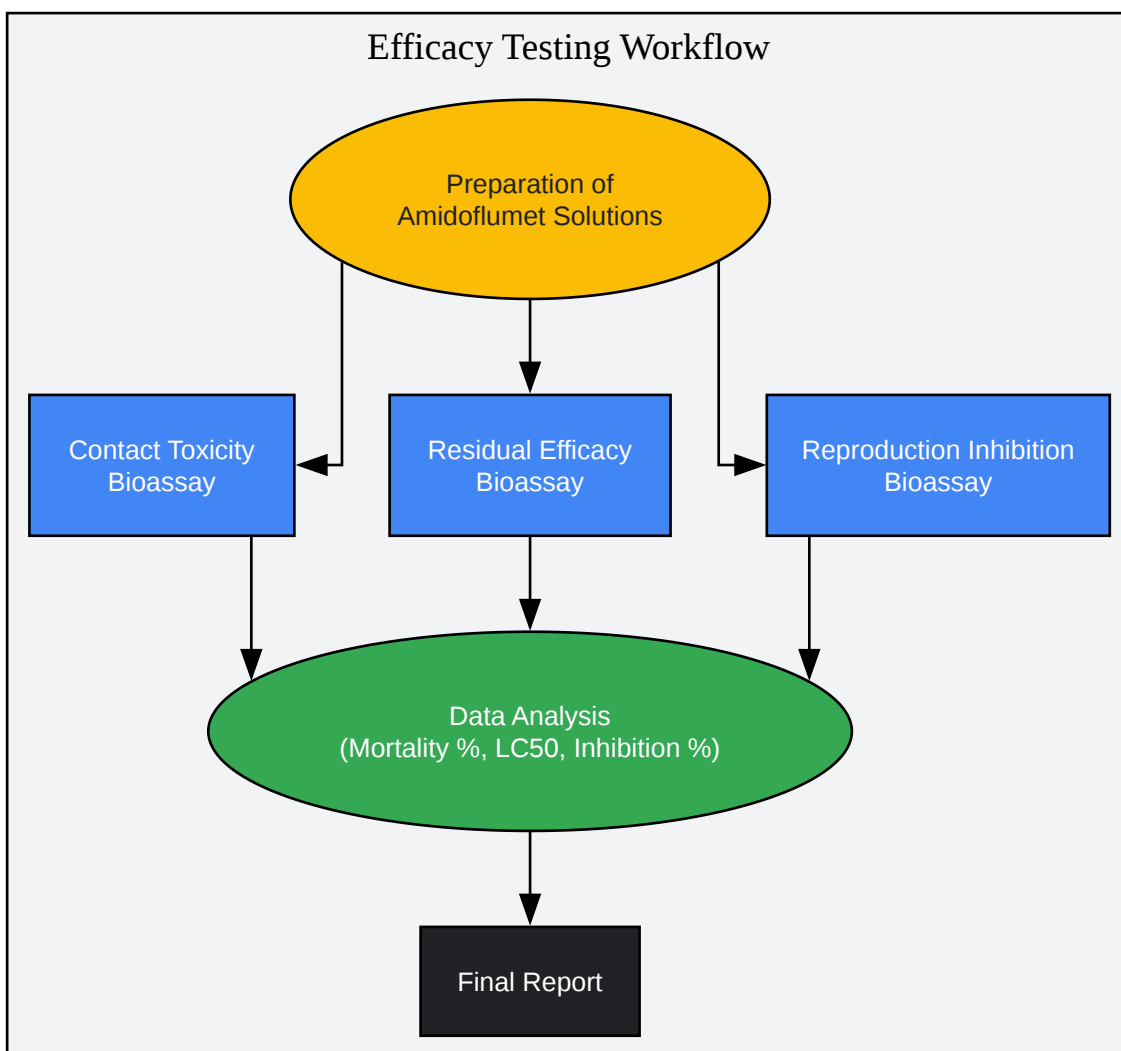 Efficacy Testing Workflow
Preparation of
Amidoflumet Solutions
Contact Toxicity
Bioassay
Residual Efficacy
Bioassay
Reproduction Inhibition
Bioassay
Data Analysis
(Mortality %, LC50, Inhibition %)
Final Report